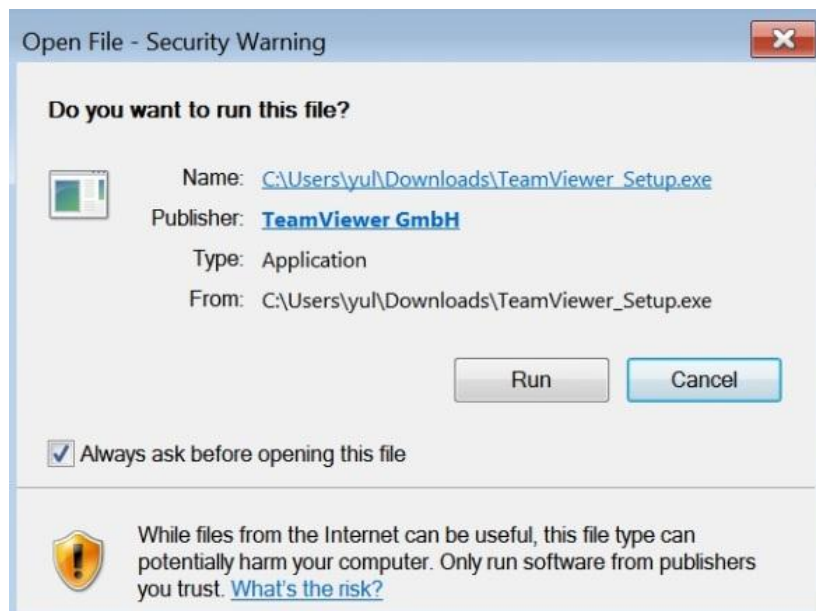 Open File - Security Warning
Do you want to run this file?
Name: C:\Users\yul\Downloads\TeamViewer_Setup.exe
Publisher: TeamViewer GmbH
Type: Application
From: C:\Users\yul\Downloads\TeamViewer_Setup.exe
Run Cancel
Always ask before opening this file
While files from the Internet can be useful, this file type can
potentially harm your computer. Only run software from publishers
you trust. What's the risk?